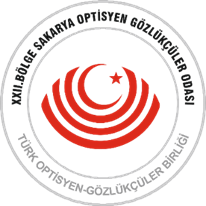 XXII.BÖLGE SAKARYA OPTİSYEN GÖZLÜKÇÜLER ODASI
TÜRK OPTİSYEN-GÖZLÜKÇÜLER BİRLİĞİ